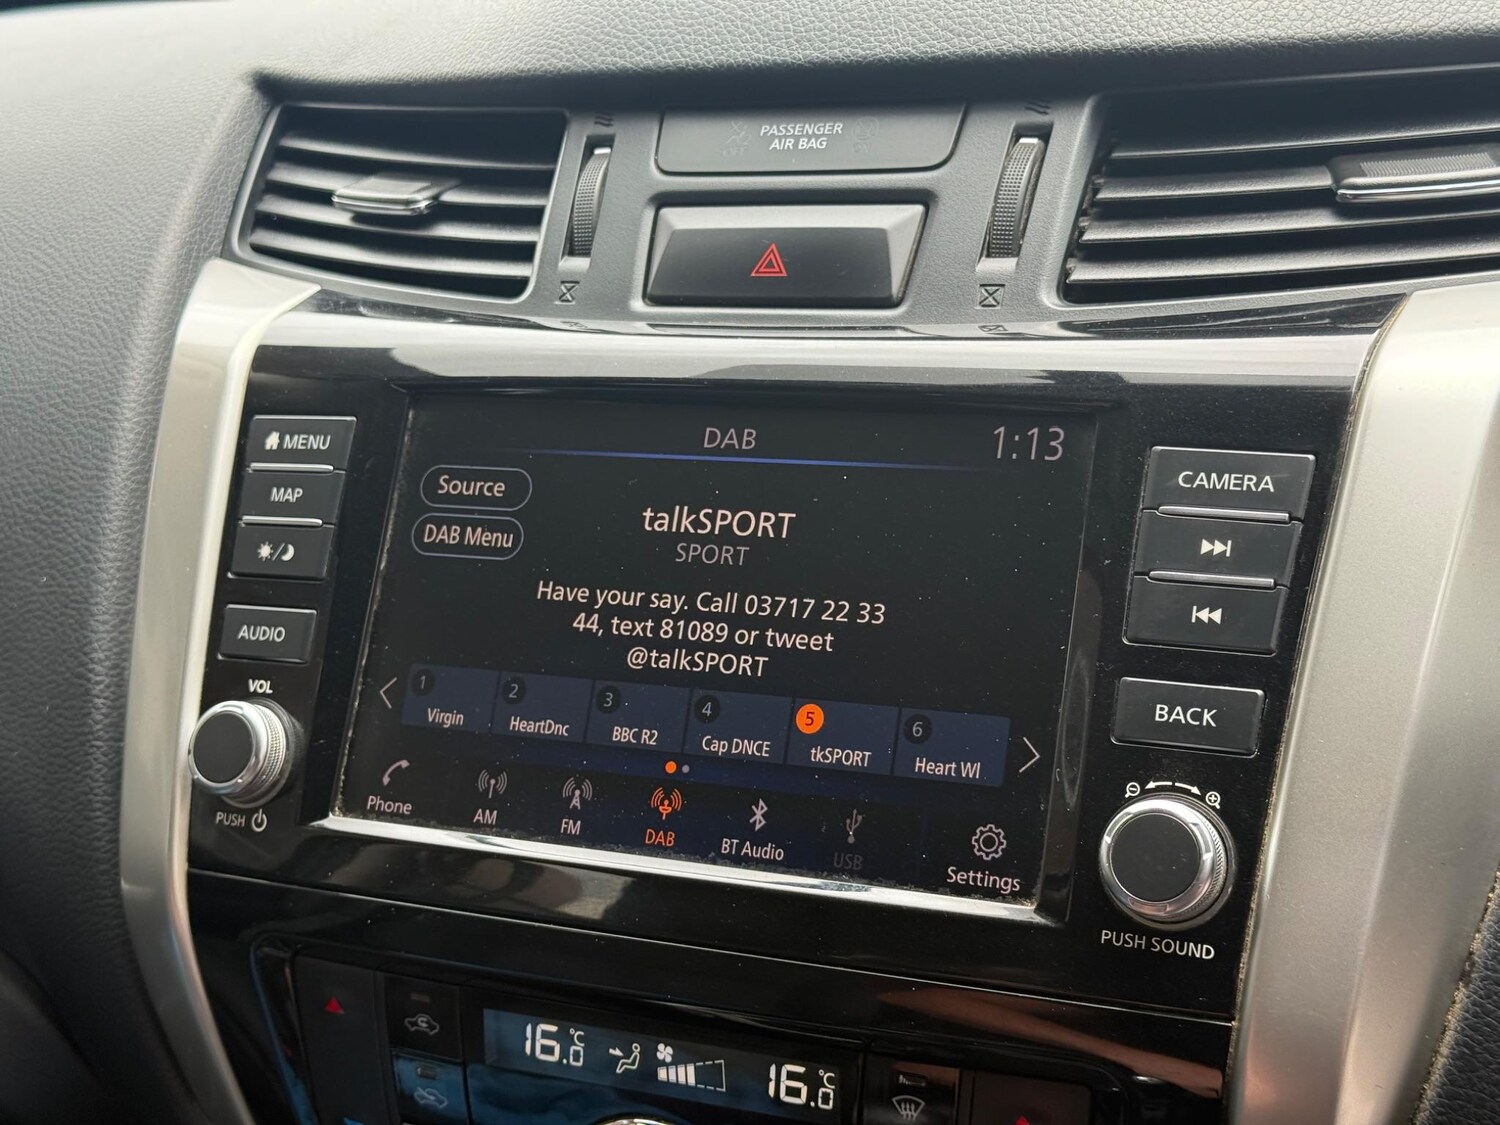 PASSENGER
AIR BAG
MENU
MAP
AUDIO
VOL
PUSH
DAB
1:13
Source
DAB Menu
talkSPORT
SPORT
Have your say. Call 03717 22 33
44, text 81089 or tweet
@talkSPORT
1 Virgin
2 HeartDnc
3 BBC R2
4 Cap DNCE
5 tkSPORT
6 Heart Wl
Phone
AM
FM
DAB
BT Audio
USB
Settings
CAMERA
BACK
PUSH SOUND
16.0°C
16.0°C